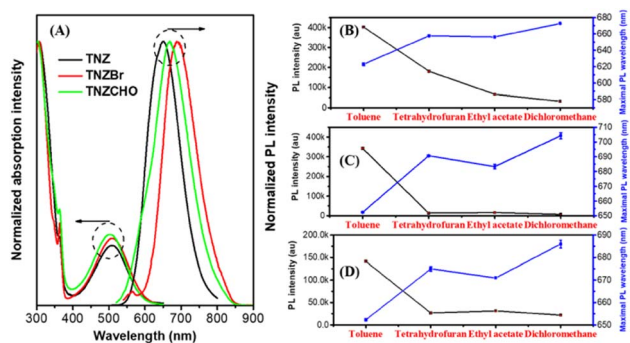 (A)
TNZ
TNZBr
TNZCHO
Normalized absorption intensity
Normalized PL intensity
300 400 500 600 700 800 900
Wavelength (nm)
(B)
PL intensity (au)
400k
300k
200k
100k
0
Maximal PL wavelength (nm)
680
660
640
620
600
580
Toluene Tetrahydrofuran Ethyl acetate Dichloromethane
(C)
PL intensity (au)
400k
300k
200k
100k
0
Maximal PL wavelength (nm)
710
700
690
680
670
660
650
Toluene Tetrahydrofuran Ethyl acetate Dichloromethane
(D)
PL intensity (au)
200.0k
150.0k
100.0k
50.0k
0.0
Maximal PL wavelength (nm)
690
680
670
660
650
Toluene Tetrahydrofuran Ethyl acetate Dichloromethane